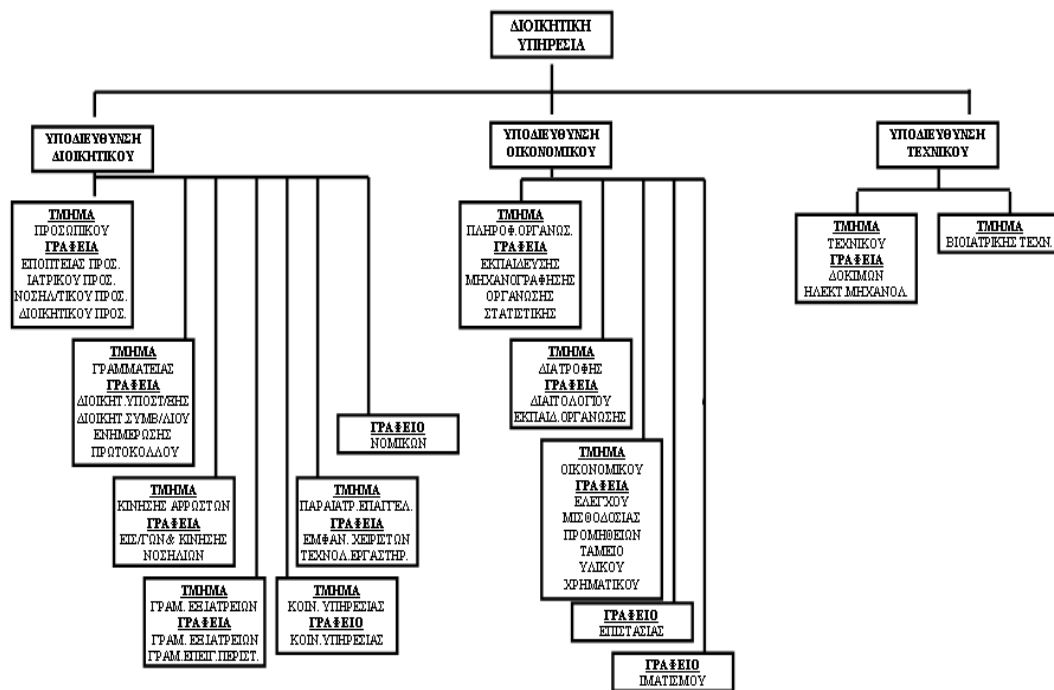 ΔΙΟΙΚΗΤΙΚΗ
ΥΠΗΡΕΣΙΑ
ΥΠΟΔΙΕΥΘΥΝΣΗ
ΔΙΟΙΚΗΤΙΚΟΥ
ΥΠΟΔΙΕΥΘΥΝΣΗ
ΟΙΚΟΝΟΜΙΚΟΥ
ΥΠΟΔΙΕΥΘΥΝΣΗ
ΤΕΧΝΙΚΟΥ
ΤΜΗΜΑ
ΠΡΟΣΩΠΙΚΟΥ
ΓΡΑΦΕΙΑ
ΕΠΟΠΤΕΙΑΣ ΠΡΟΣ.
ΙΑΤΡΙΚΟΥ ΠΡΟΣ.
ΝΟΣΗΛ/ΤΙΚΟΥ ΠΡΟΣ.
ΔΙΟΙΚΗΤΙΚΟΥ ΠΡΟΣ.
ΤΜΗΜΑ
ΠΛΗΡΟΦ.ΟΡΓΑΝΩΣ.
ΓΡΑΦΕΙΑ
ΕΚΠΑΙΔΕΥΣΗΣ
ΜΗΧΑΝΟΓΡΑΦΗΣΗΣ
ΟΡΓΑΝΩΣΗΣ
ΣΤΑΤΙΣΤΙΚΗΣ
ΤΜΗΜΑ
ΤΕΧΝΙΚΟΥ
ΓΡΑΦΕΙΑ
ΔΟΚΙΜΩΝ
ΗΛΕΚΤ.ΜΗΧΑΝΟΛ.
ΤΜΗΜΑ
ΒΙΟΙΑΤΡΙΚΗΣ ΤΕΧΝ.
ΤΜΗΜΑ
ΓΡΑΜΜΑΤΕΙΑΣ
ΓΡΑΦΕΙΑ
ΔΙΟΙΚΗΤ.ΥΠΟΣΤ/ΞΗΣ
ΔΙΟΙΚΗΤ.ΣΥΜΒ/ΛΙΟΥ
ΕΝΗΜΕΡΩΣΗΣ
ΠΡΩΤΟΚΟΛΛΟΥ
ΤΜΗΜΑ
ΔΙΑΤΡΟΦΗΣ
ΓΡΑΦΕΙΑ
ΔΙΑΙΤΟΛΟΓΙΟΥ
ΕΚΠΑΙΔ.ΟΡΓΑΝΩΣΗΣ
ΓΡΑΦΕΙΟ
ΝΟΜΙΚΩΝ
ΤΜΗΜΑ
ΟΙΚΟΝΟΜΙΚΟΥ
ΓΡΑΦΕΙΑ
ΕΛΕΓΧΟΥ
ΜΙΣΘΟΔΟΣΙΑΣ
ΠΡΟΜΗΘΕΙΩΝ
ΤΑΜΕΙΟ
ΥΛΙΚΟΥ
ΧΡΗΜΑΤΙΚΟΥ
ΤΜΗΜΑ
ΚΙΝΗΣΗΣ ΑΡΡΩΣΤΩΝ
ΓΡΑΦΕΙΑ
ΕΙΣ/ΓΩΝ & ΚΙΝΗΣΗΣ
ΝΟΣΗΛΙΩΝ
ΤΜΗΜΑ
ΠΑΡΑΙΑΤΡ.ΕΠΑΓΓΕΛ.
ΓΡΑΦΕΙΑ
ΕΜΦΑΝ. ΧΕΙΡΙΣΤΩΝ
ΤΕΧΝΟΛ.ΕΡΓΑΣΤΗΡ.
ΤΜΗΜΑ
ΓΡΑΜ. ΕΞ.ΙΑΤΡΕΙΩΝ
ΓΡΑΦΕΙΑ
ΓΡΑΜ. ΕΞ.ΙΑΤΡΕΙΩΝ
ΓΡΑΜ.ΕΠΕΙΓ.ΠΕΡΙΣΤ.
ΤΜΗΜΑ
ΚΟΙΝ. ΥΠΗΡΕΣΙΑΣ
ΓΡΑΦΕΙΟ
ΚΟΙΝ.ΥΠΗΡΕΣΙΑΣ
ΓΡΑΦΕΙΟ
ΕΠΙΣΤΑΣΙΑΣ
ΓΡΑΦΕΙΟ
ΙΜΑΤΙΣΜΟΥ